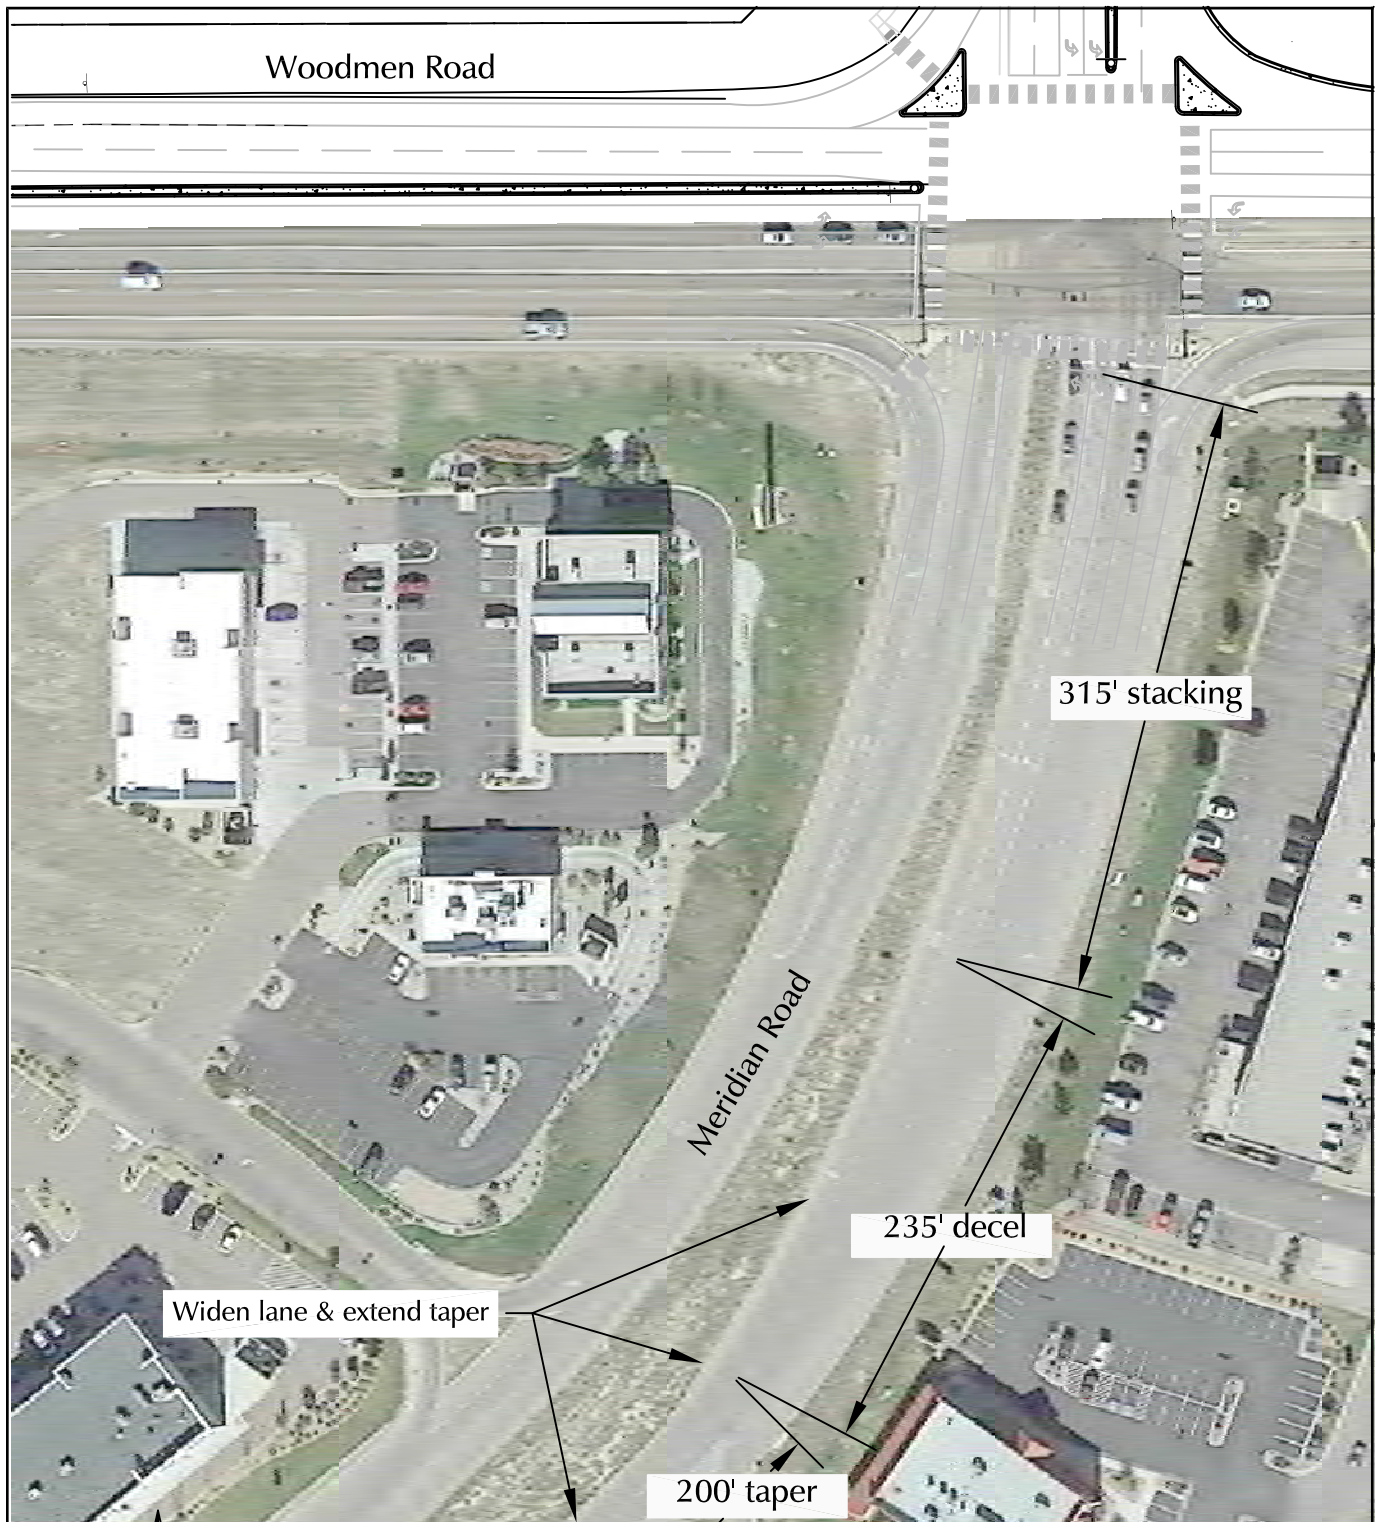 Woodmen Road
315' stacking
Meridian Road
235' decel
Widen lane & extend taper
200' taper